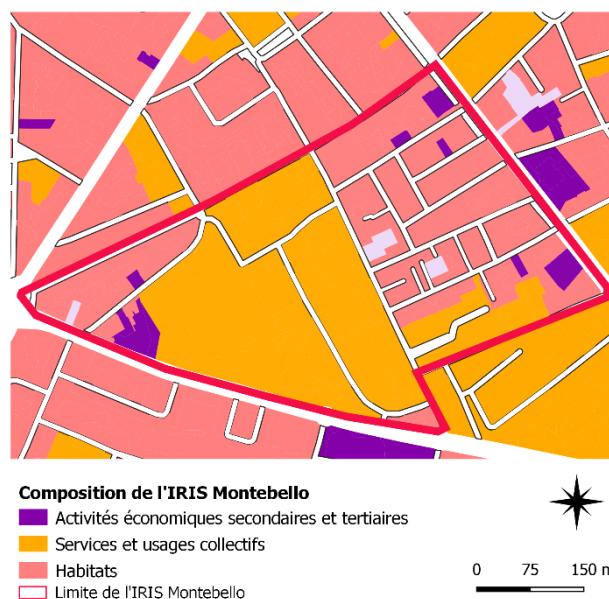 Composition de l'IRIS Montebello
Activités économiques secondaires et tertiaires
Services et usages collectifs
Habitats
Limite de l'IRIS Montebello
0 75 150 m